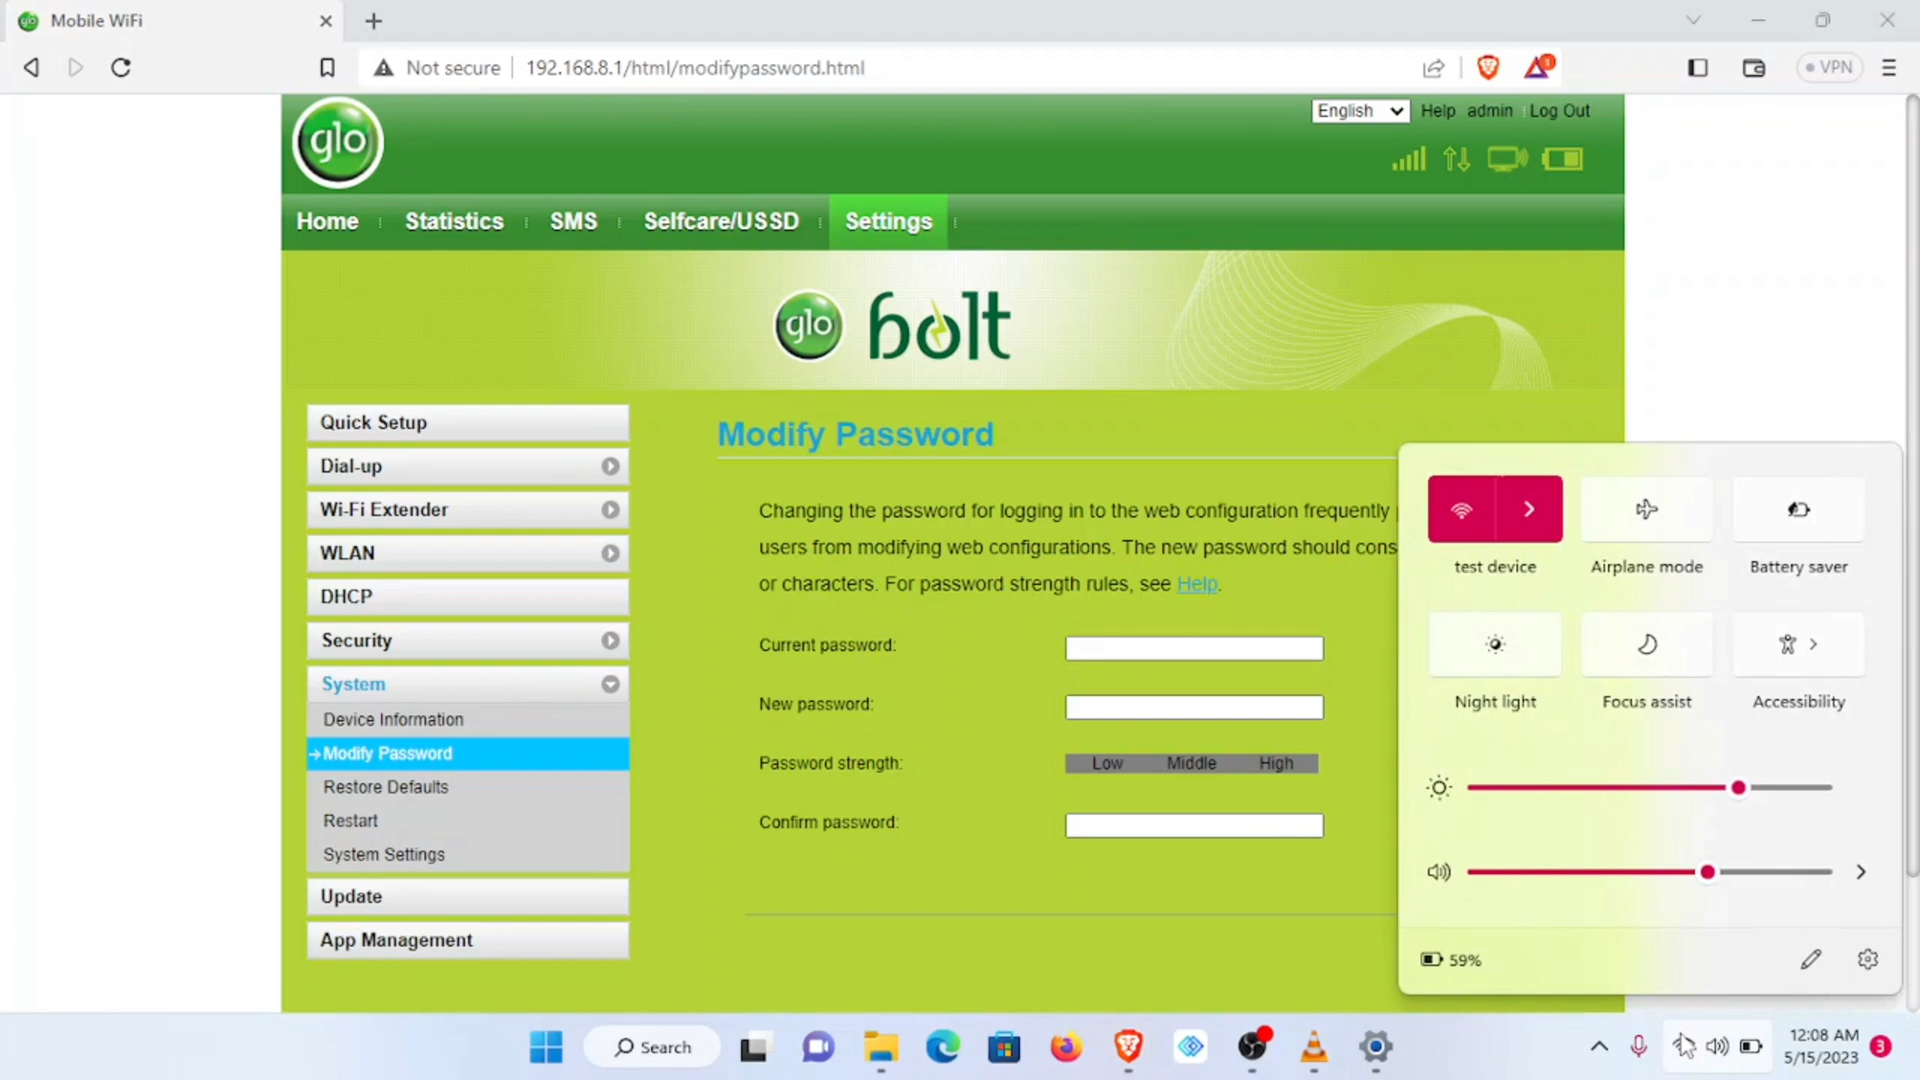 glo Mobile WiFi
Not secure 192.168.8.1/html/modifypassword.html
VPN
English Help admin Log Out
glo
Home Statistics SMS Selfcare/USSD Settings
glo bolt
Quick Setup
Dial-up
Wi-Fi Extender
WLAN
DHCP
Security
System
Device Information
Modify Password
Restore Defaults
Restart
System Settings
Update
App Management
Modify Password
Changing the password for logging in to the web configuration frequently
users from modifying web configurations. The new password should cons
or characters. For password strength rules, see Help.
Current password:
New password:
Password strength: Low Middle High
Confirm password:
test device Airplane mode Battery saver
Night light Focus assist Accessibility
59%
Search
12:08 AM
5/15/2023
3